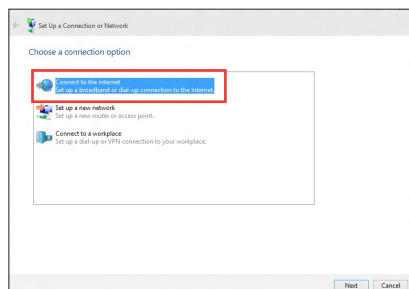 Set Up a Connection or Network
Choose a connection option
Connect to the Internet
Set up a broadband or dial-up connection to the Internet.
Set up a new network
Set up a new router or access point.
Connect to a workplace
Set up a dial-up or VPN connection to your workplace.
Next Cancel